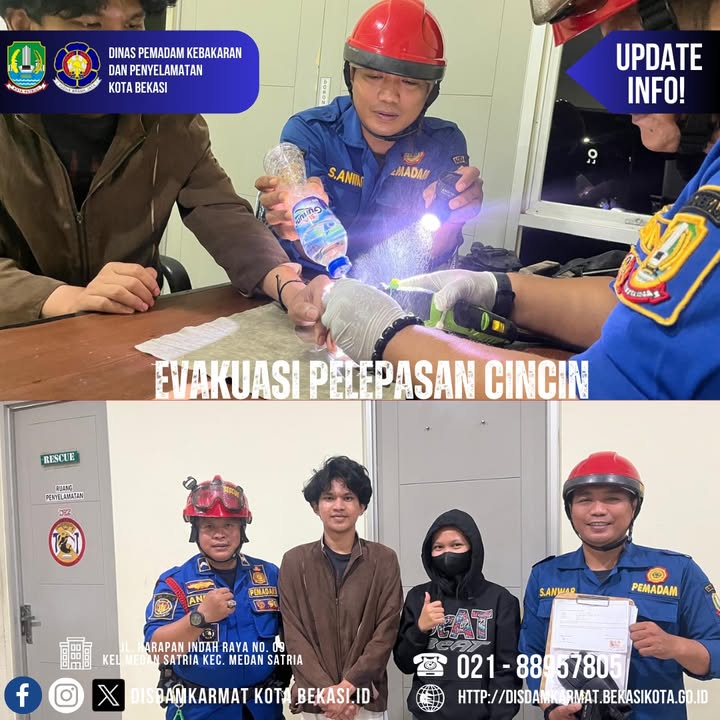 DINAS PEMADAM KEBAKARAN
DAN PENYELAMATAN
KOTA BEKASI
UPDATE
INFO!
S.ANWAR
EVAKUASI PELEPASAN CINCIN
RESCUE
RUANG
PENYELAMATAN
S.ANWAR
PEMADAM
JL. HARAPAN INDAH RAYA NO. 09
KEL MEDAN SATRIA KEC. MEDAN SATRIA
021 - 88957805
DISDAMKARMAT KOTA BEKASI.ID
HTTP://DISDAMKARMAT.BEKASIKOTA.GO.ID